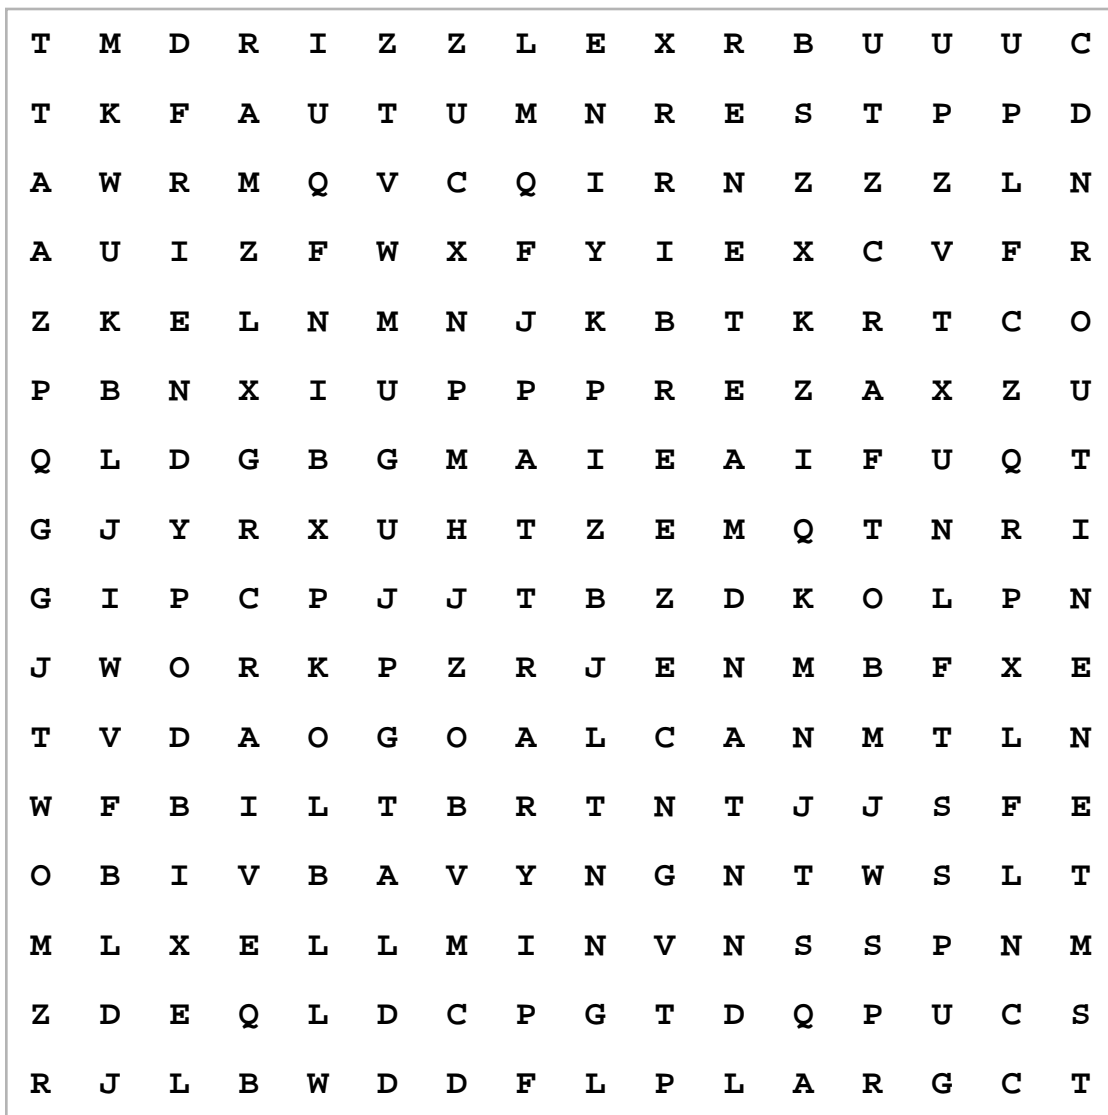 T M D R I Z Z L E X R B U U U C
T K F A U T U M N R E S T P P D
A W R M Q V C Q I R N Z Z Z L N
A U I Z F W X F Y I E X C V F R
Z K E L N M N J K B T K R T C O
P B N X I U P P P R E Z A X Z U
Q L D G B G M A I E A I F U Q T
G J Y R X U H T Z E M Q T N R I
G I P C P J J T B Z D K O L P N
J W O R K P Z R J E N M B F X E
T V D A O G O A L C A N M T L N
W F B I L T B R T N T J J S F E
O B I V B A V Y N G N T W S L T
M L X E L L M I N V N S S P N M
Z D E Q L D C P G T D Q P U C S
R J L B W D D F L P L A R G C T